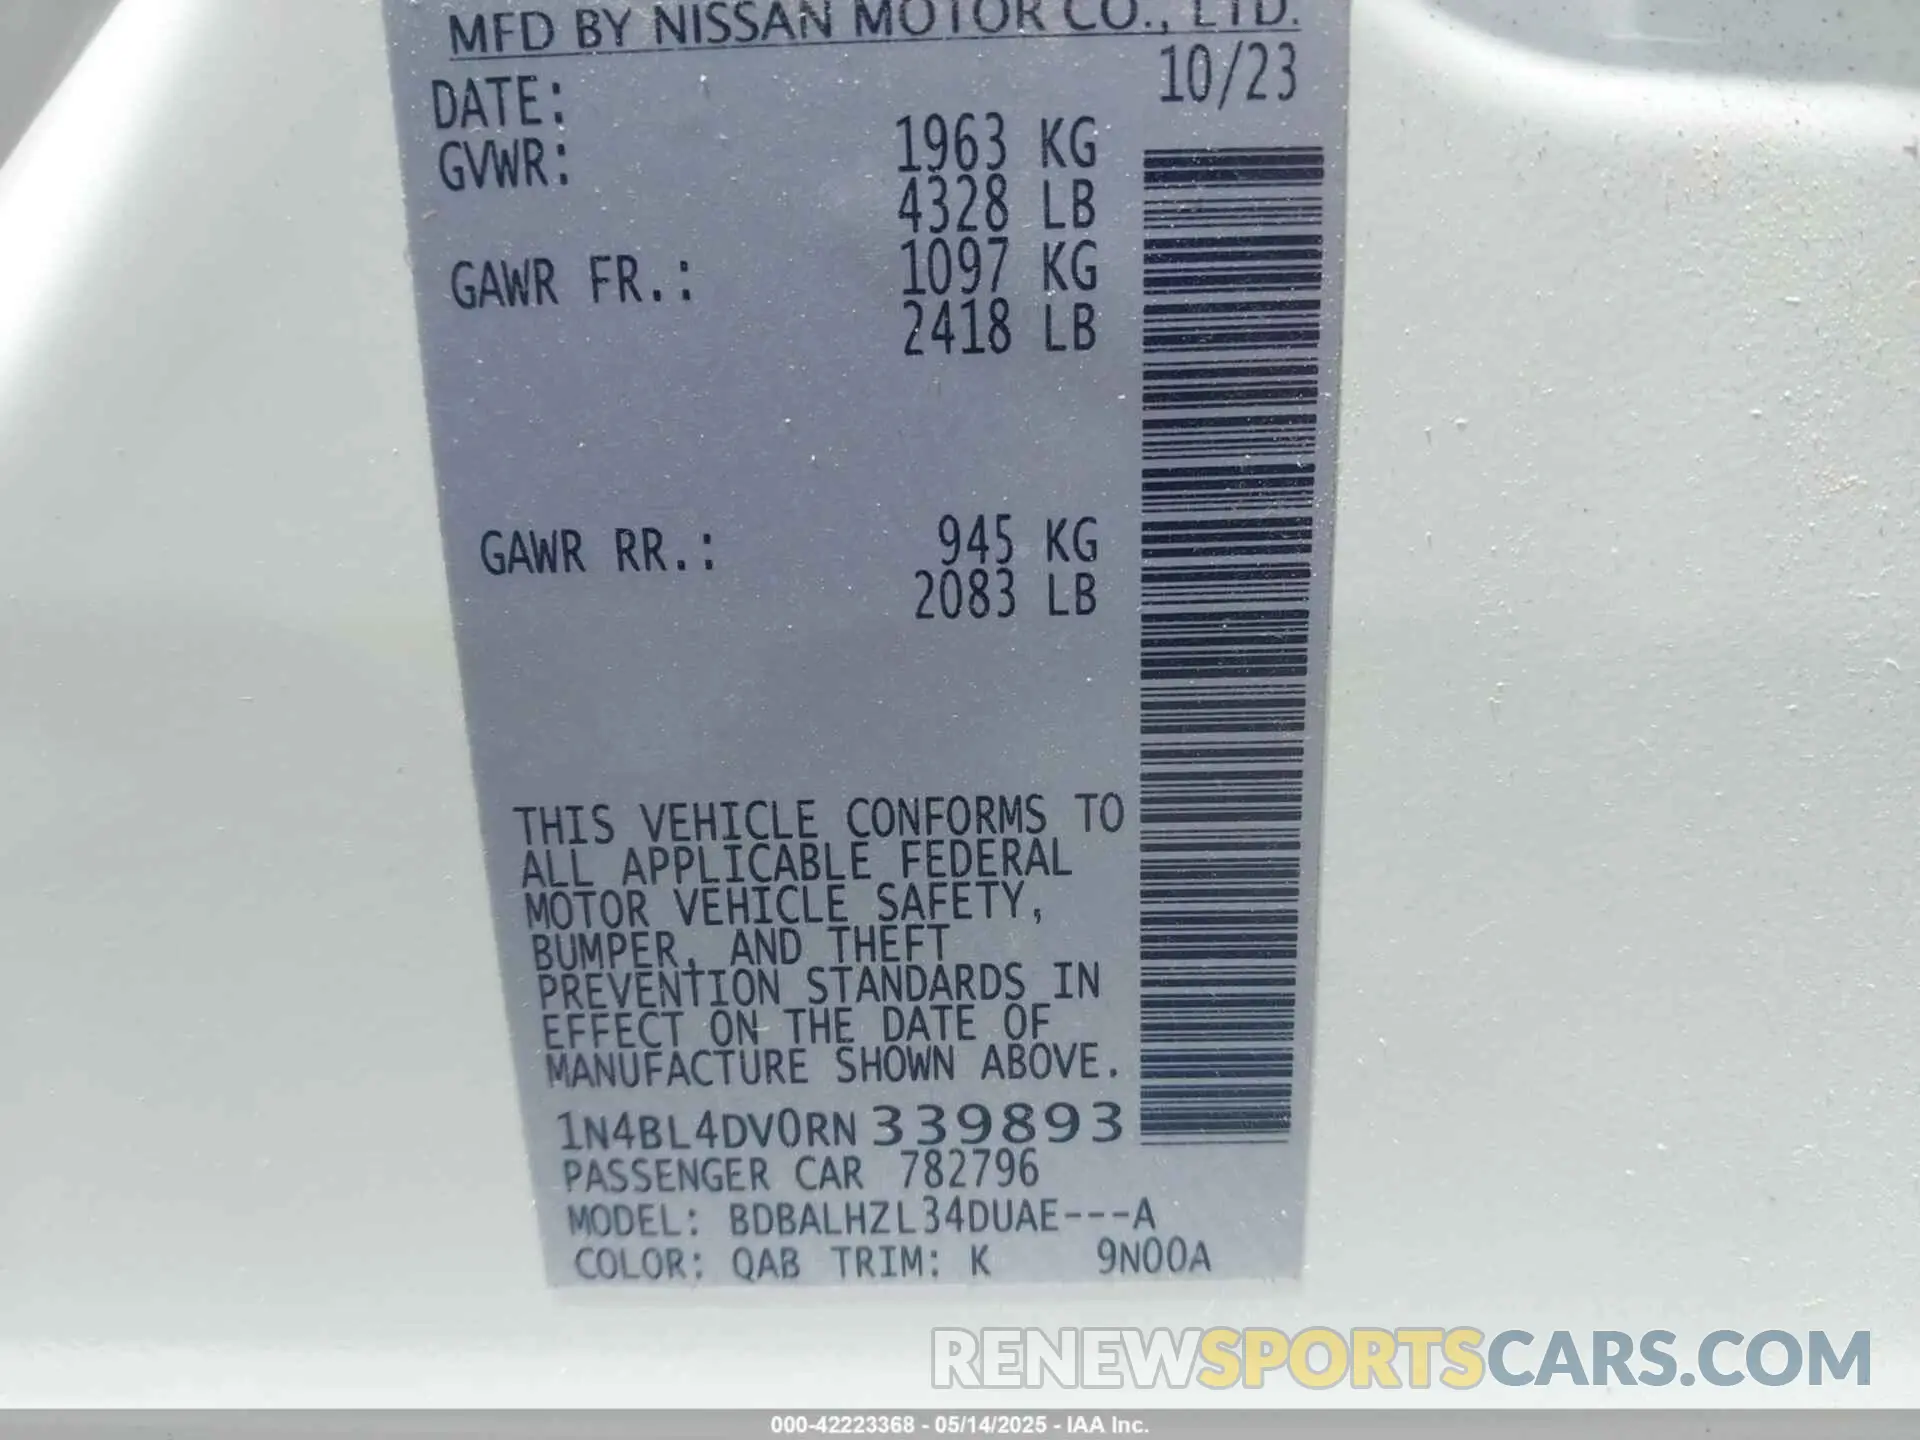 MFD BY NISSAN MOTOR CO., LTD.
DATE: 10/23
GVWR: 1963 KG
4328 LB
GAWR FR.: 1097 KG
2418 LB
GAWR RR.: 945 KG
2083 LB
THIS VEHICLE CONFORMS TO
ALL APPLICABLE FEDERAL
MOTOR VEHICLE SAFETY,
BUMPER, AND THEFT
PREVENTION STANDARDS IN
EFFECT ON THE DATE OF
MANUFACTURE SHOWN ABOVE.
1N4BL4DV0RN339893
PASSENGER CAR 782796
MODEL: BDBALHZL34DUAE---A
COLOR: QAB TRIM: K 9N00A
RENEWSPORTSCARS.COM
000-42223368 - 05/14/2025 - IAA Inc.